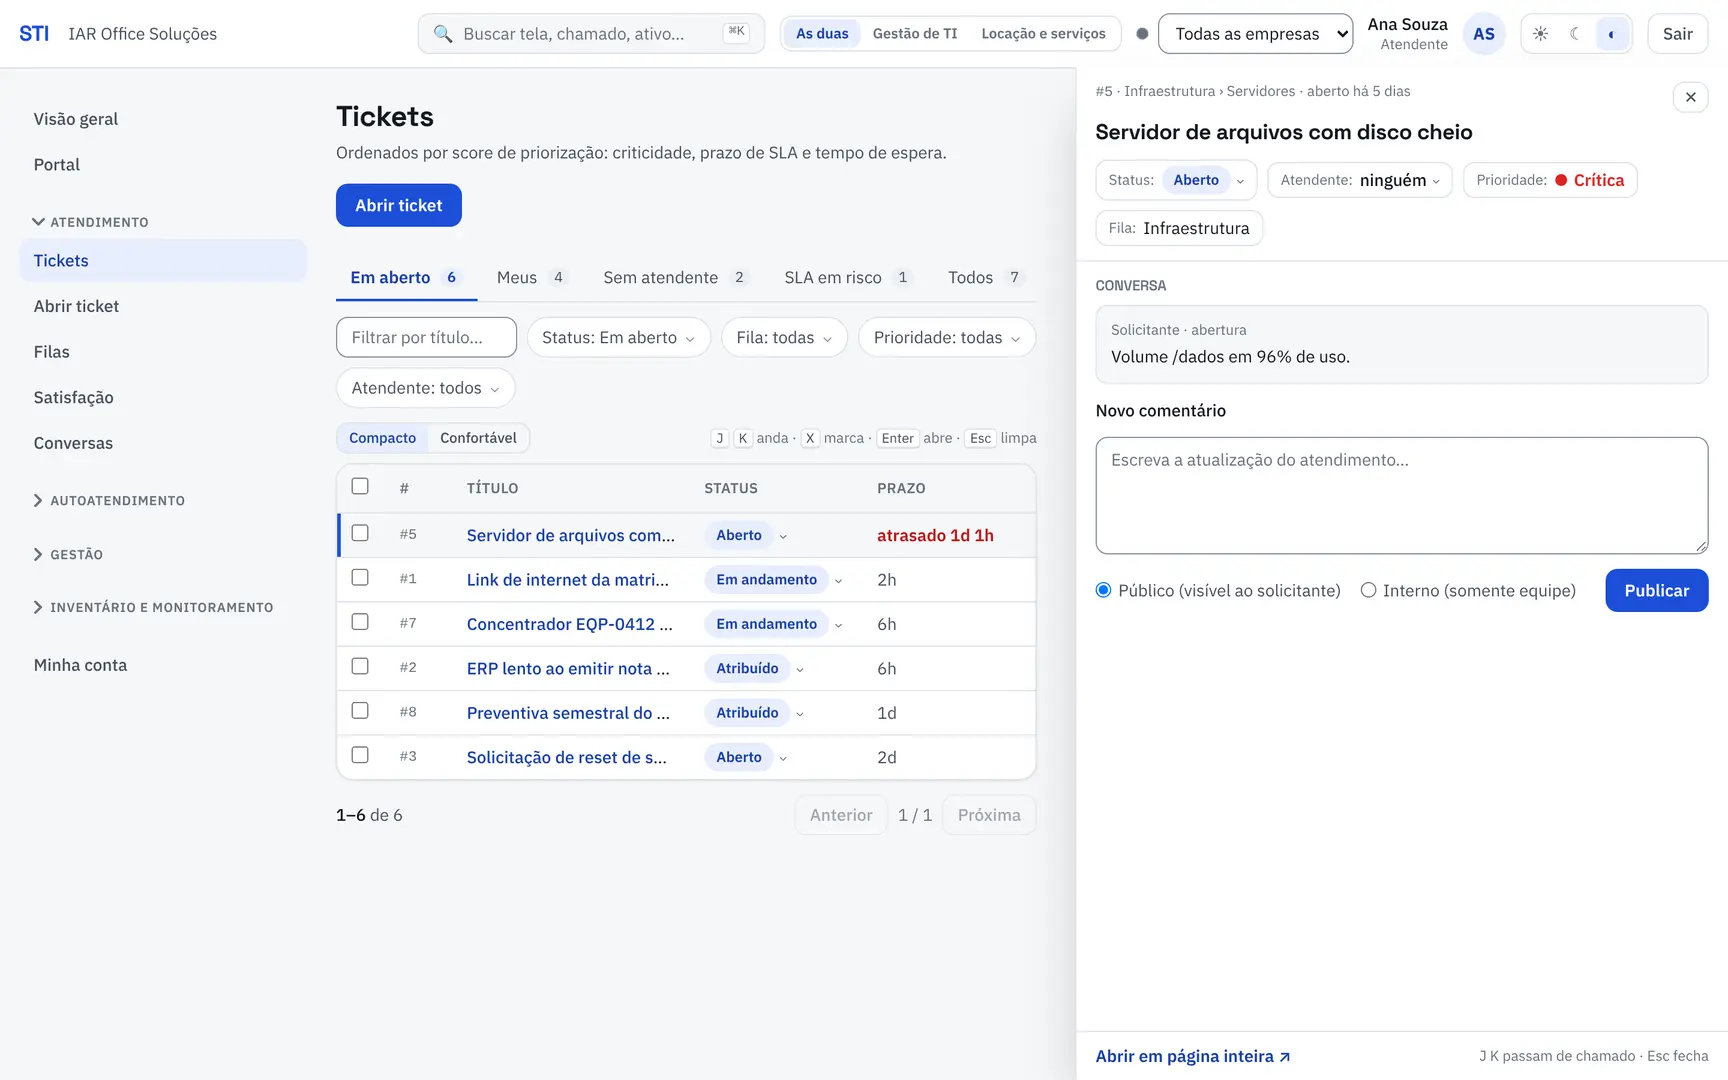 STI IAR Office Soluções
Buscar tela, chamado, ativo... ⌘K
As duas Gestão de TI Locação e serviços
Todas as empresas
Ana Souza
Atendente
AS
Sair
Visão geral
Portal
ATENDIMENTO
Tickets
Abrir ticket
Filas
Satisfação
Conversas
AUTOATENDIMENTO
GESTÃO
INVENTÁRIO E MONITORAMENTO
Minha conta
Tickets
Ordenados por score de priorização: criticidade, prazo de SLA e tempo de espera.
Abrir ticket
Em aberto 6 Meus 4 Sem atendente 2 SLA em risco 1 Todos 7
Filtrar por título... Status: Em aberto Fila: todas Prioridade: todas
Atendente: todos
Compacto Confortável J K anda · X marca · Enter abre · Esc limpa
# TÍTULO STATUS PRAZO
#5 Servidor de arquivos com... Aberto atrasado 1d 1h
#1 Link de internet da matri... Em andamento 2h
#7 Concentrador EQP-0412 ... Em andamento 6h
#2 ERP lento ao emitir nota ... Atribuído 6h
#8 Preventiva semestral do ... Atribuído 1d
#3 Solicitação de reset de s... Aberto 2d
1–6 de 6 Anterior 1 / 1 Próxima
#5 · Infraestrutura › Servidores · aberto há 5 dias
Servidor de arquivos com disco cheio
Status: Aberto Atendente: ninguém Prioridade: Crítica
Fila: Infraestrutura
CONVERSA
Solicitante · abertura
Volume /dados em 96% de uso.
Novo comentário
Escreva a atualização do atendimento...
Público (visível ao solicitante) Interno (somente equipe) Publicar
Abrir em página inteira ↗ J K passam de chamado · Esc fecha